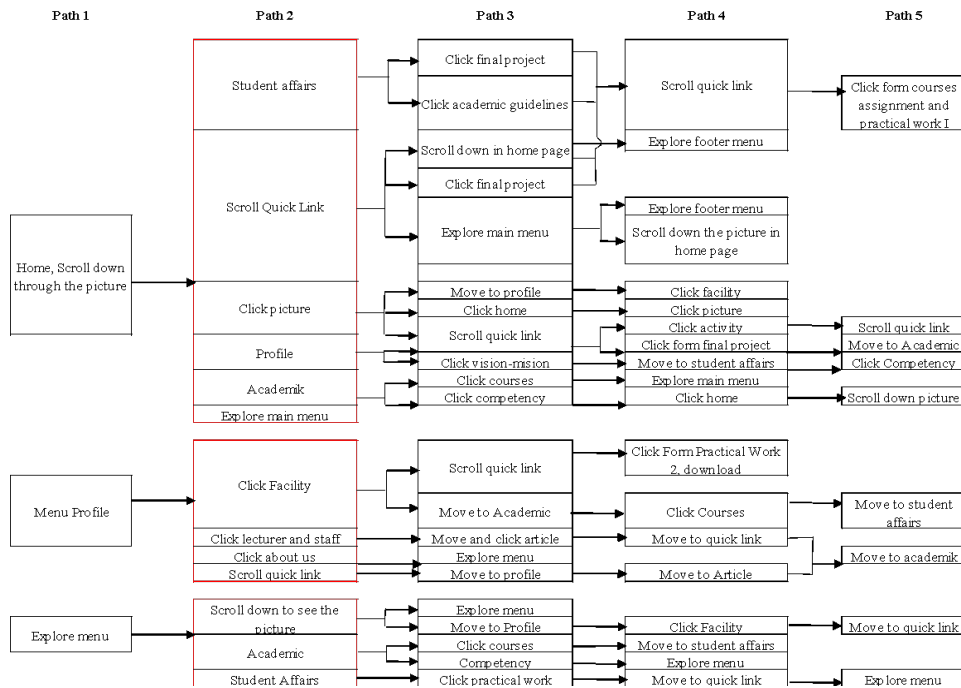 Path 1
Path 2
Path 3
Path 4
Path 5
Home, Scroll down
through the picture
Student affairs
Scroll Quick Link
Click picture
Profile
Academik
Explore main menu
Click final project
Click academic guidelines
Scroll down in home page
Click final project
Explore main menu
Move to profile
Click home
Scroll quick link
Click vision-mision
Click courses
Click competency
Scroll quick link
Explore footer menu
Explore footer menu
Scroll down the picture in
home page
Click facility
Click picture
Click activity
Click form final project
Move to student affairs
Explore main menu
Click home
Click form courses
assignment and
practical work I
Scroll quick link
Move to Academic
Click Competency
Scroll down picture
Menu Profile
Click Facility
Click lecturer and staff
Click about us
Scroll quick link
Scroll quick link
Move to Academic
Move and click article
Explore menu
Move to profile
Click Form Practical Work
2, download
Click Courses
Move to quick link
Move to Article
Move to student
affairs
Move to academik
Explore menu
Scroll down to see the
picture
Academic
Student Affairs
Explore menu
Move to Profile
Click courses
Competency
Click practical work
Click Facility
Move to student affairs
Explore menu
Move to quick link
Move to quick link
Explore menu